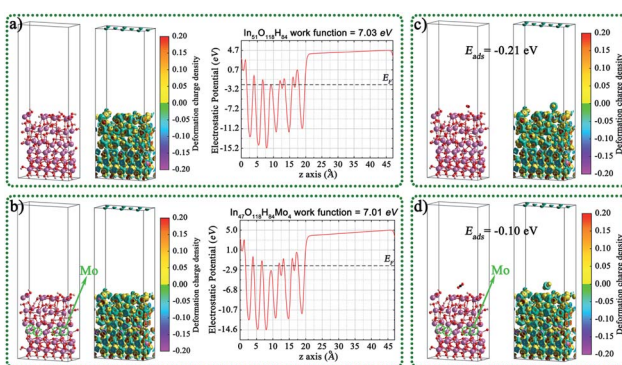 a)
0.20
0.15
0.10
0.05
0.00
-0.05
-0.10
-0.15
-0.20
Deformation charge density
In51O118H84 work function = 7.03 eV
Electrostatic Potential (eV)
4.7
0.7
-3.2
-7.2
-11.2
-15.2
EF
0 5 10 15 20 25 30 35 40 45
z axis (Å)
c)
Eads= -0.21 eV
0.20
0.15
0.10
0.05
0.00
-0.05
-0.10
-0.15
-0.20
Deformation charge density
b)
Mo
0.20
0.15
0.10
0.05
0.00
-0.05
-0.10
-0.15
-0.20
Deformation charge density
In47O118H84Mo4 work function = 7.01 eV
Electrostatic Potential (eV)
5.0
1.0
-2.9
-6.8
-10.7
-14.6
EF
0 5 10 15 20 25 30 35 40 45
z axis (Å)
d)
Eads= -0.10 eV
Mo
0.20
0.15
0.10
0.05
0.00
-0.05
-0.10
-0.15
-0.20
Deformation charge density